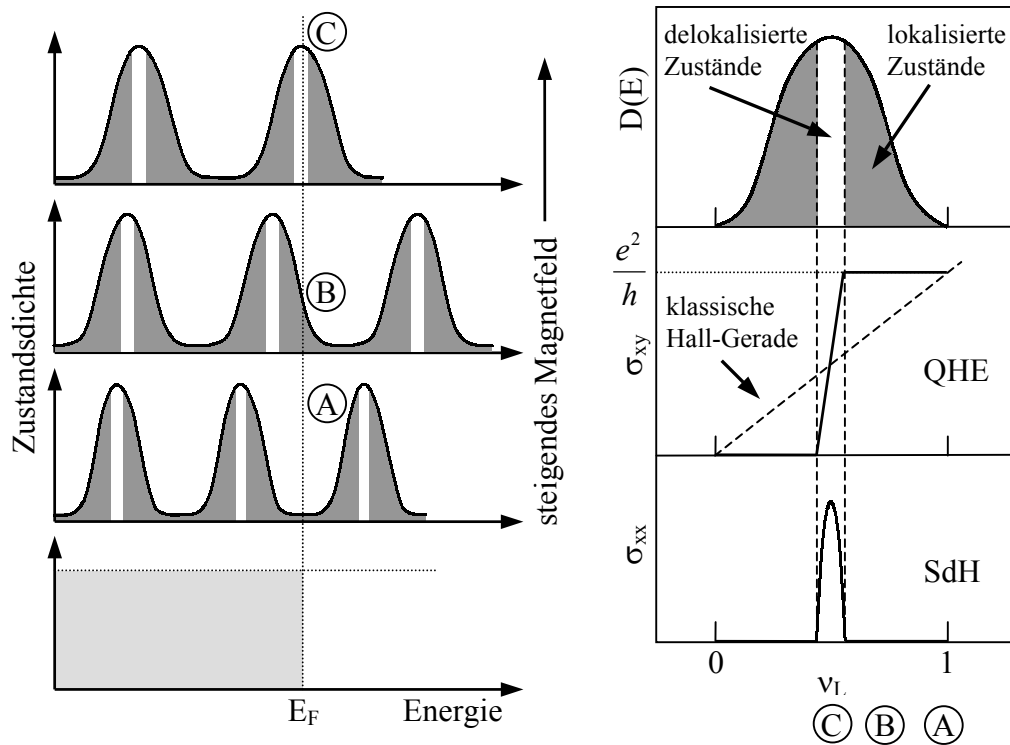 Zustandsdichte
C
B
A
E_F
Energie
steigendes Magnetfeld
D(E)
delokalisierte
Zustände
lokalisierte
Zustände
e²
h
σxy
klassische
Hall-Gerade
QHE
σxx
SdH
0
1
ν_L
C B A